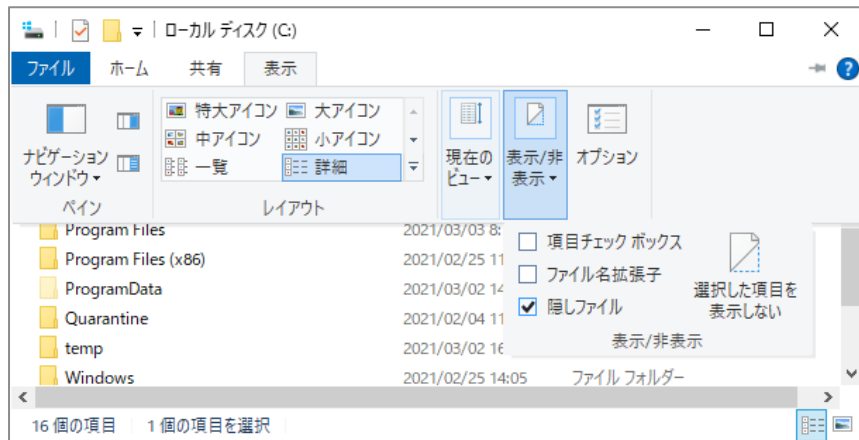 ローカル ディスク (C:)
ファイル ホーム 共有 表示
ナビゲーション
ウィンドウ
特大アイコン 大アイコン
中アイコン 小アイコン
一覧 詳細
現在の
ビュー
表示/非
表示
オプション
ペイン レイアウト
Program Files 2021/03/03 8:
Program Files (x86) 2021/02/25 11
ProgramData 2021/03/02 14
Quarantine 2021/02/04 11
temp 2021/03/02 16
Windows 2021/02/25 14:05 ファイル フォルダー
項目チェック ボックス
ファイル名拡張子
隠しファイル
選択した項目を
表示しない
表示/非表示
16 個の項目 1 個の項目を選択